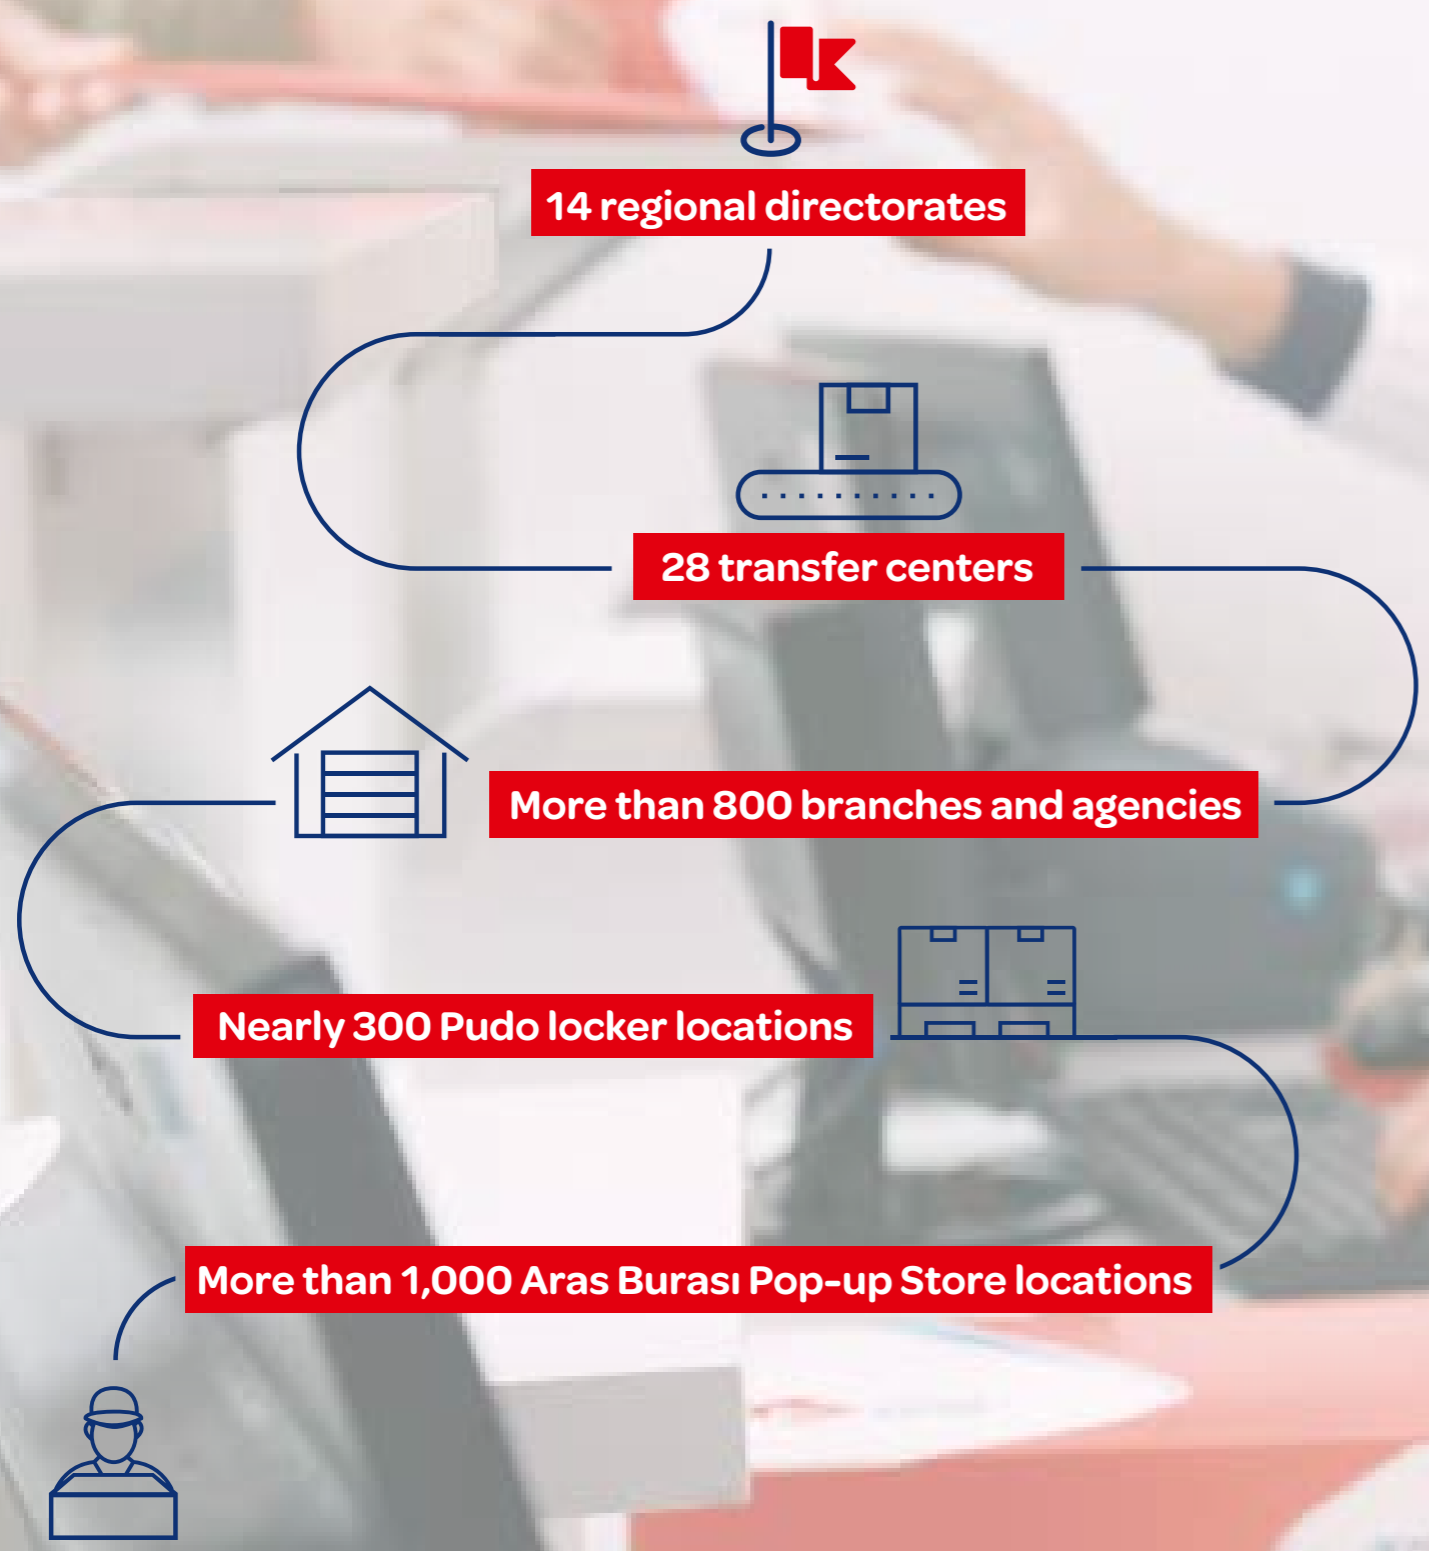 14 regional directorates
28 transfer centers
More than 800 branches and agencies
Nearly 300 Pudo locker locations
More than 1,000 Aras Burası Pop-up Store locations